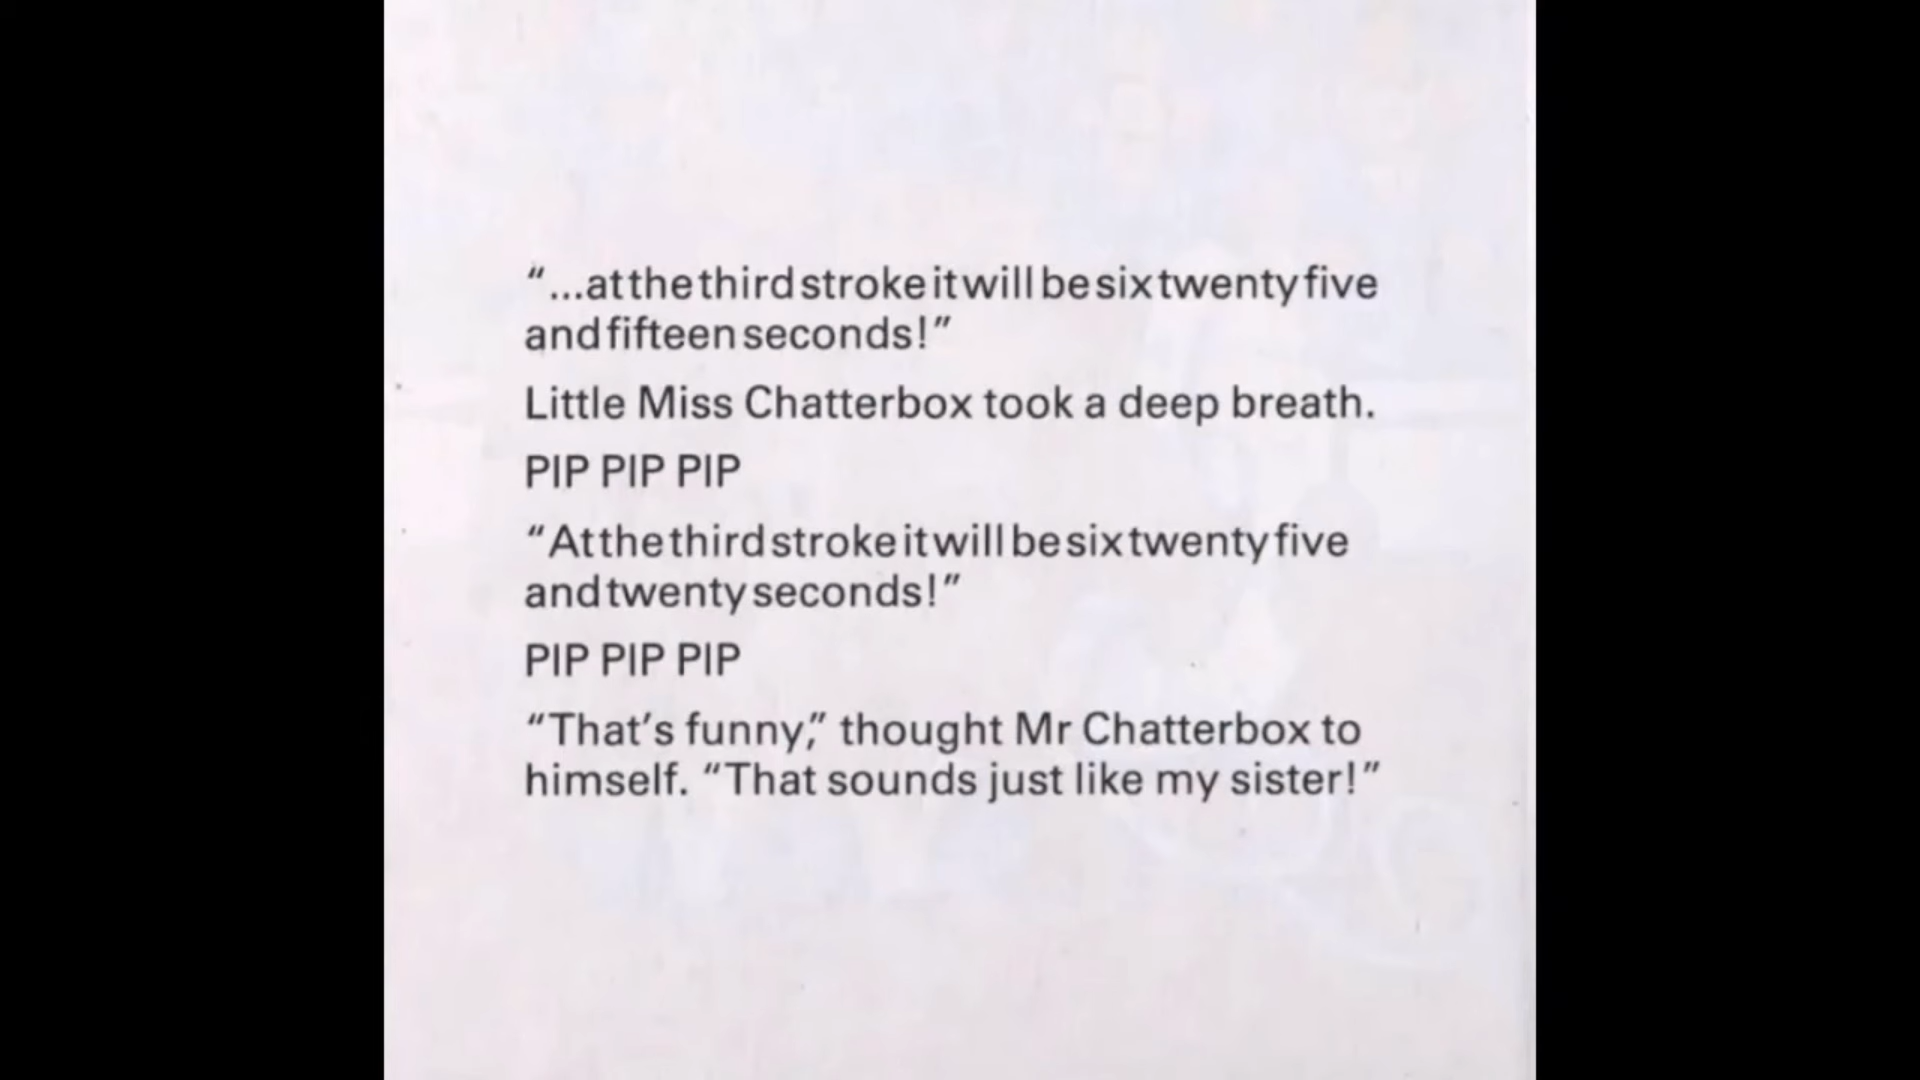 “...at the third stroke it will be six twenty five
and fifteen seconds!”
Little Miss Chatterbox took a deep breath.
PIP PIP PIP
“At the third stroke it will be six twenty five
and twenty seconds!”
PIP PIP PIP
“That’s funny,” thought Mr Chatterbox to
himself. “That sounds just like my sister!”